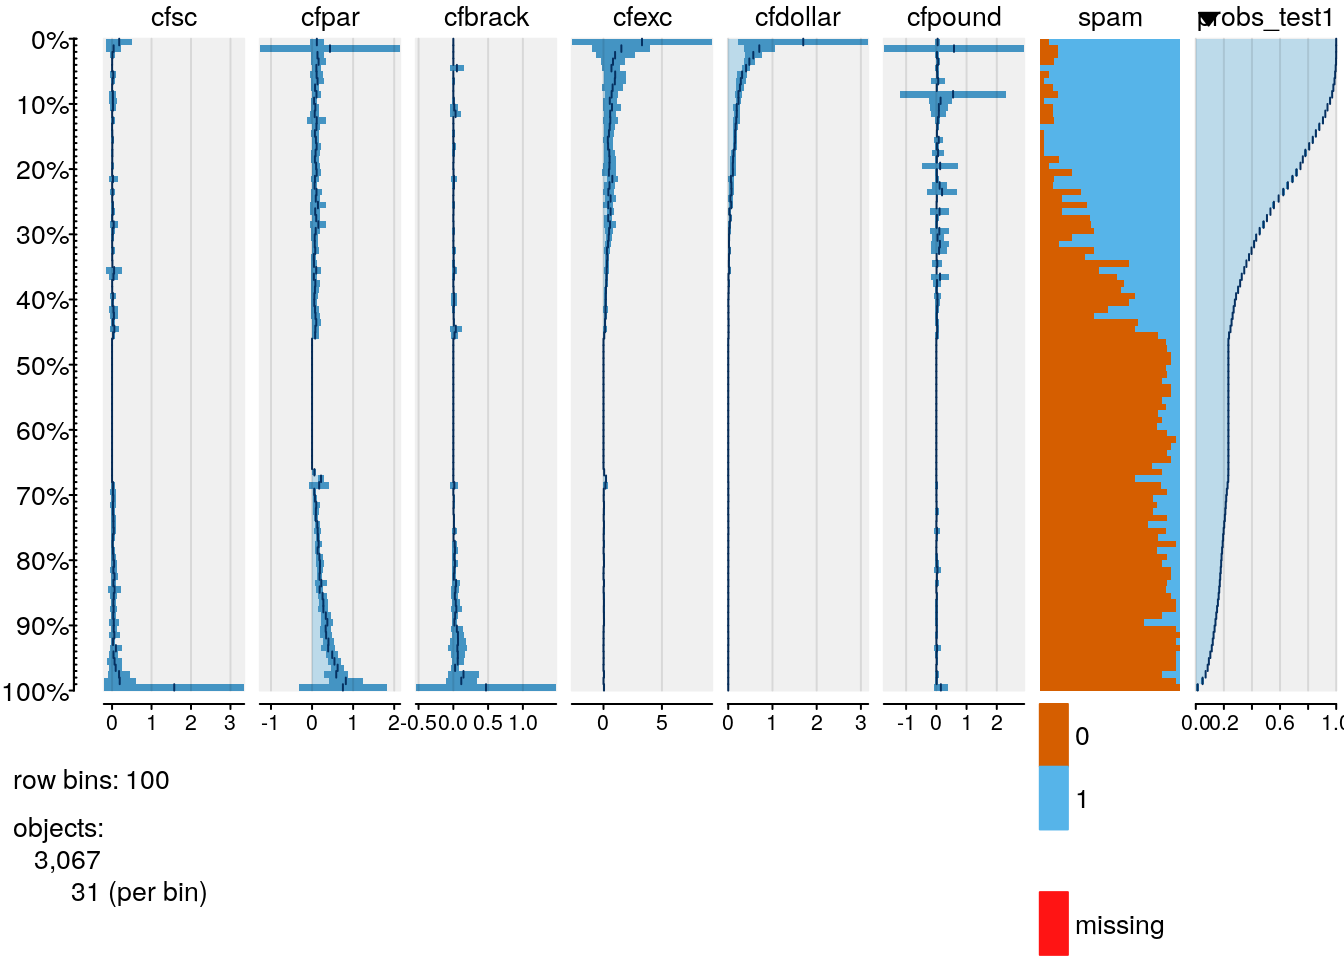 cfsc cfpar cfbrack cfexc cfdollar cfpound spam probs_test1
0%
10%
20%
30%
40%
50%
60%
70%
80%
90%
100%
0 1 2 3 -1 0 1 2 -0.5 0.0 0.5 1.0 0 5 0 1 2 3 -1 0 1 2 0.0 0.2 0.6 1.0
0
row bins: 100
1
objects:
3,067
31 (per bin)
missing